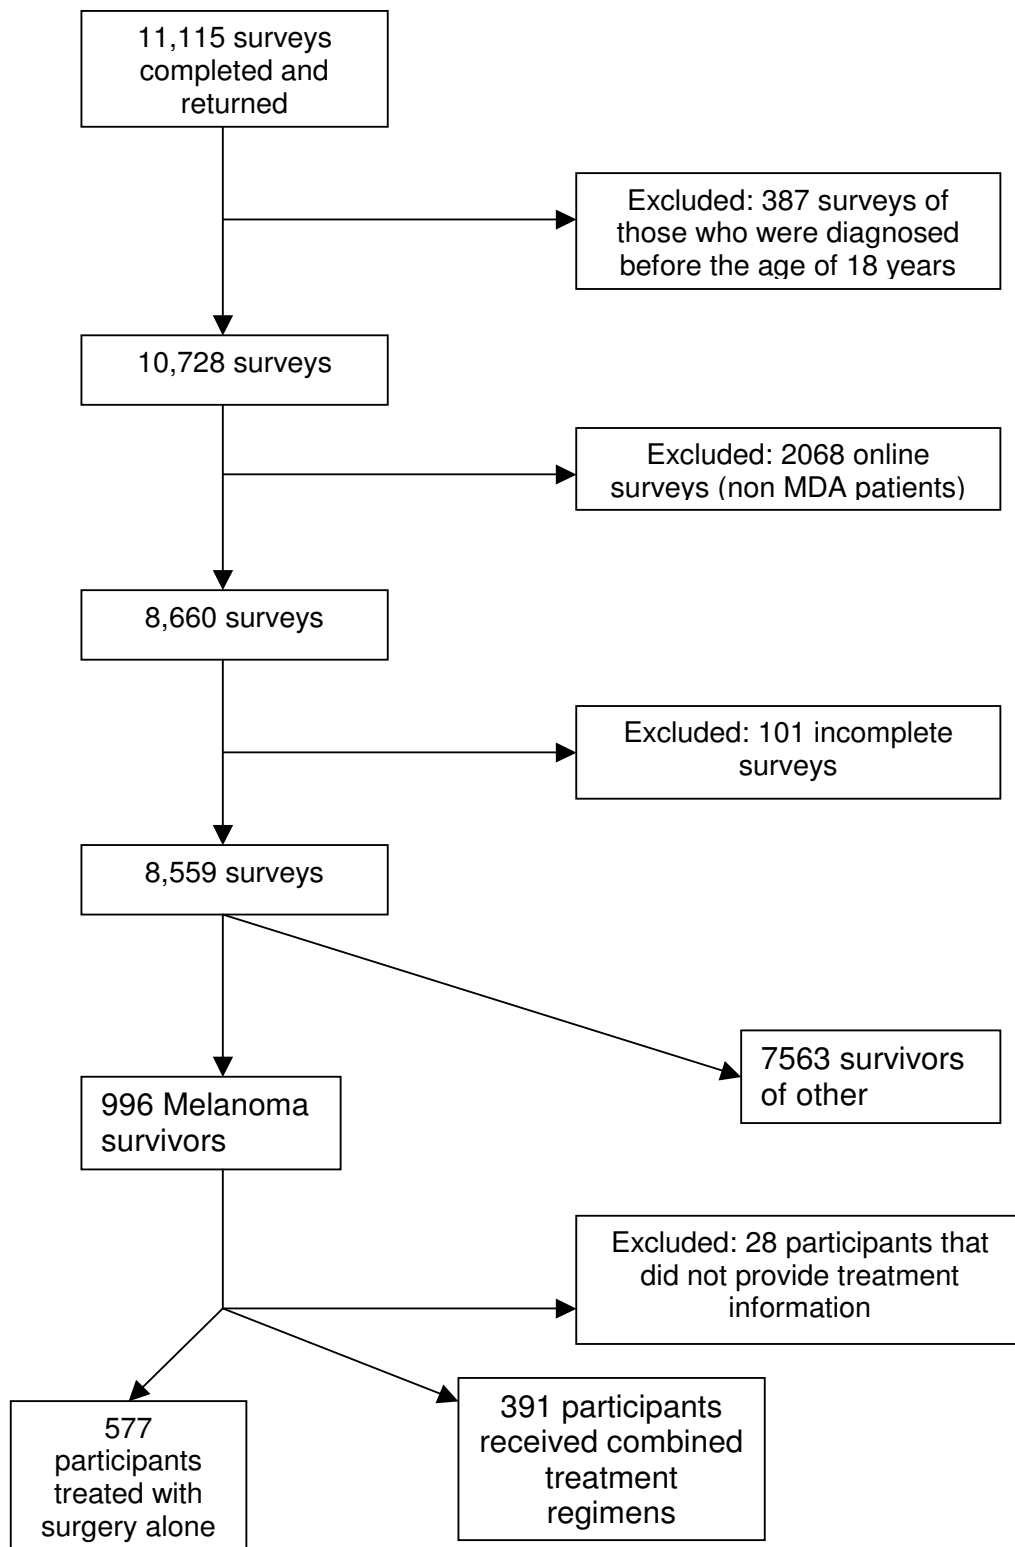 11,115 surveys
completed and
returned
Excluded: 387 surveys of
those who were diagnosed
before the age of 18 years
10,728 surveys
Excluded: 2068 online
surveys (non MDA patients)
8,660 surveys
Excluded: 101 incomplete
surveys
8,559 surveys
7563 survivors
of other
996 Melanoma
survivors
Excluded: 28 participants that
did not provide treatment
information
577
participants
treated with
surgery alone
391 participants
received combined
treatment
regimens